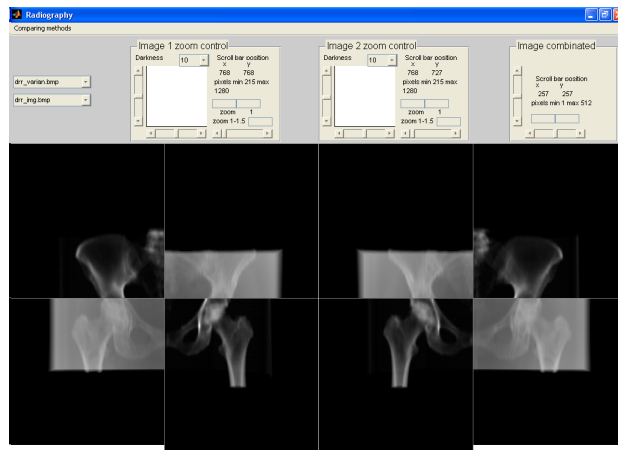 Radiography
Comparing methods
Image 1 zoom control
Image 2 zoom control
Image combinated
Darkness
10
Scroll bar position
x y
768 768
pixels min 215 max
1280
zoom 1
zoom 1-1.5
Darkness
10
Scroll bar position
x y
768 727
pixels min 215 max
1280
zoom 1
zoom 1-1.5
Scroll bar position
x y
257 257
pixels min 1 max 512
drr_varian.bmp
drr_img.bmp